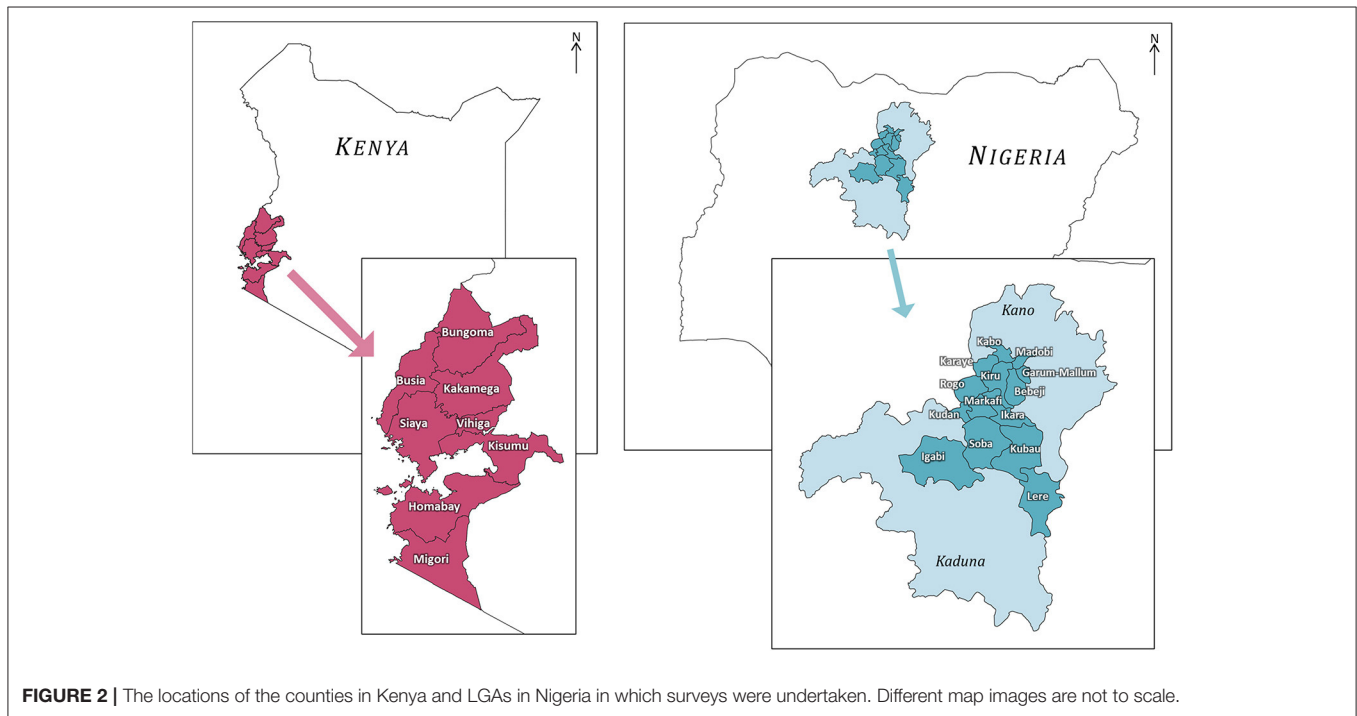 N
KENYA
Bungoma
Busia
Kakamega
Siaya
Vihiga
Kisumu
Homabay
Migori
N
NIGERIA
Kano
Kabo
Madobi
Karaye
Garum-Mallum
Kiru
Rogo
Bebeji
Markafi
Kudan
Ikara
Soba
Kubau
Igabi
Lere
Kaduna
FIGURE 2 | The locations of the counties in Kenya and LGAs in Nigeria in which surveys were undertaken. Different map images are not to scale.